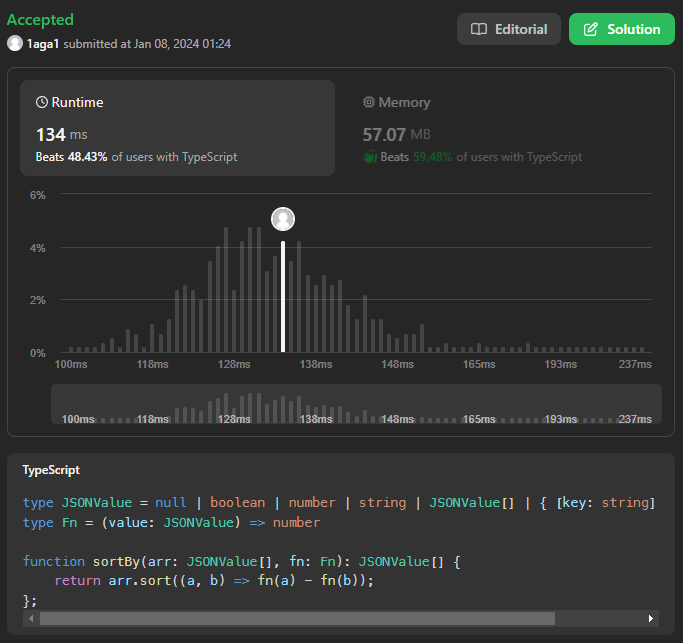 Accepted
1aga1 submitted at Jan 08, 2024 01:24
Editorial
Solution
Runtime
134 ms
Beats 48.43% of users with TypeScript
Memory
57.07 MB
Beats 59.48% of users with TypeScript
6%
4%
2%
0%
100ms 118ms 128ms 138ms 148ms 165ms 193ms 237ms
100ms 118ms 128ms 138ms 148ms 165ms 193ms 237ms
TypeScript
type JSONValue = null | boolean | number | string | JSONValue[] | { [key: string]
type Fn = (value: JSONValue) => number
function sortBy(arr: JSONValue[], fn: Fn): JSONValue[] {
return arr.sort((a, b) => fn(a) - fn(b));
};